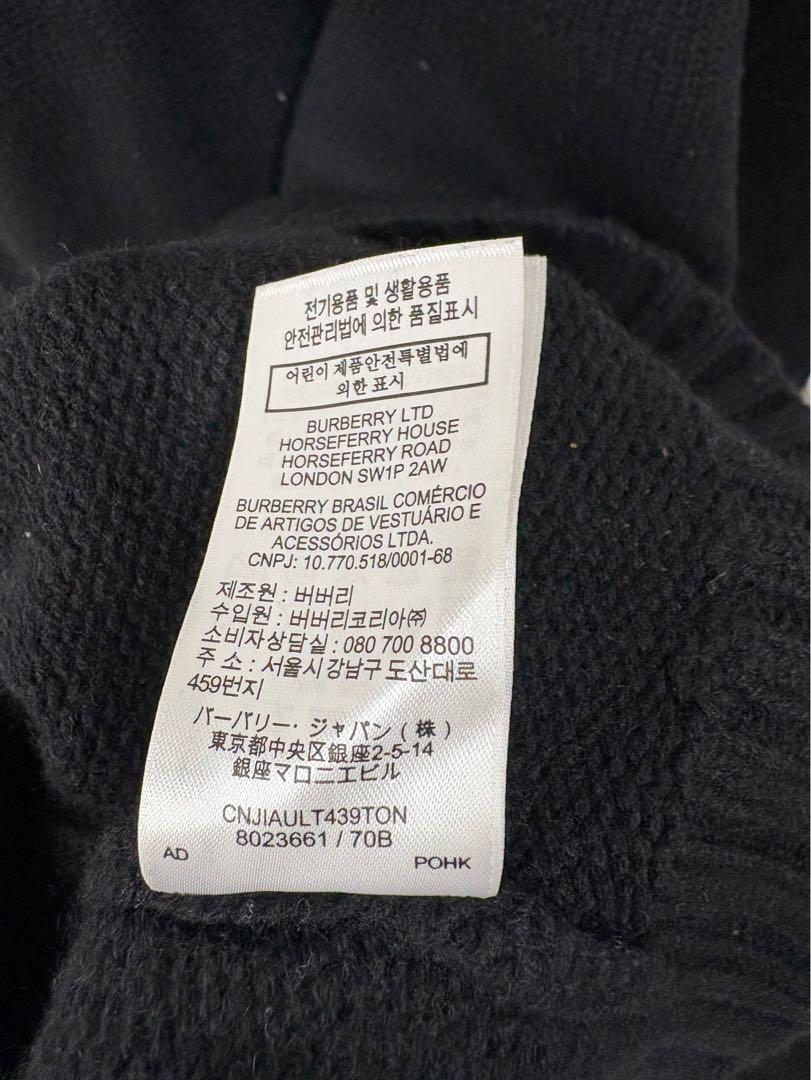 전기용품 및 생활용품
안전관리법에 의한 품질표시
어린이 제품안전특별법에
의한 표시
BURBERRY LTD
HORSEFERRY HOUSE
HORSEFERRY ROAD
LONDON SW1P 2AW
BURBERRY BRASIL COMÉRCIO
DE ARTIGOS DE VESTUÁRIO E
ACESSÓRIOS LTDA.
CNPJ: 10.770.518/0001-68
제조원 : 버버리
수입원 : 버버리코리아㈜
소비자상담실 : 080 700 8800
주 소 : 서울시 강남구 도산대로
459번지
バーバリー・ジャパン ( 株 )
東京都中央区銀座2-5-14
銀座マロニエビル
CNJIAULT439TON
8023661 / 70B
AD
POHK